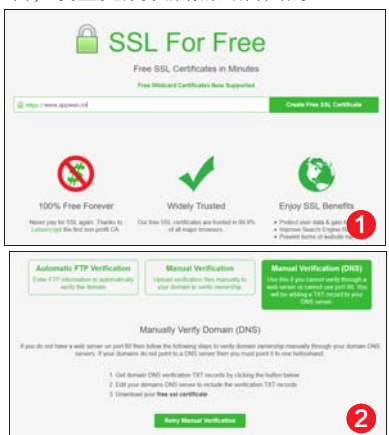 SSL For Free
Free SSL Certificates in Minutes
Free Wildcard Certificates Now Supported
https://www.appwan.
Create Free SSL Certificate
100% Free Forever
Never pay for SSL again. Thanks to
Letsencrypt the first non-profit CA.
Widely Trusted
Our free SSL certificates are trusted in 99.9%
of all major browsers.
Enjoy SSL Benefits
Protect user data & gain
Improve Search Engine
Prevent forms of website
1
Automatic FTP Verification
Enter FTP information to automatically
verify the domain
Manual Verification
Upload verification files manually to
your domain to verify ownership.
Manual Verification (DNS)
Use this if you cannot verify through a
web server or cannot use port 80. You
will be adding a TXT record to your
DNS server.
Manually Verify Domain (DNS)
If you do not have a web server on port 80 then follow the following steps to verify domain ownership manually through your domain DNS
servers. If your domains do not point to a DNS server then you must point it to one beforehand.
1. Get domain DNS verification TXT records by clicking the button below
2. Edit your domains DNS server to include the verification TXT records
3. Download your free ssl certificate
Retry Manual Verification
2